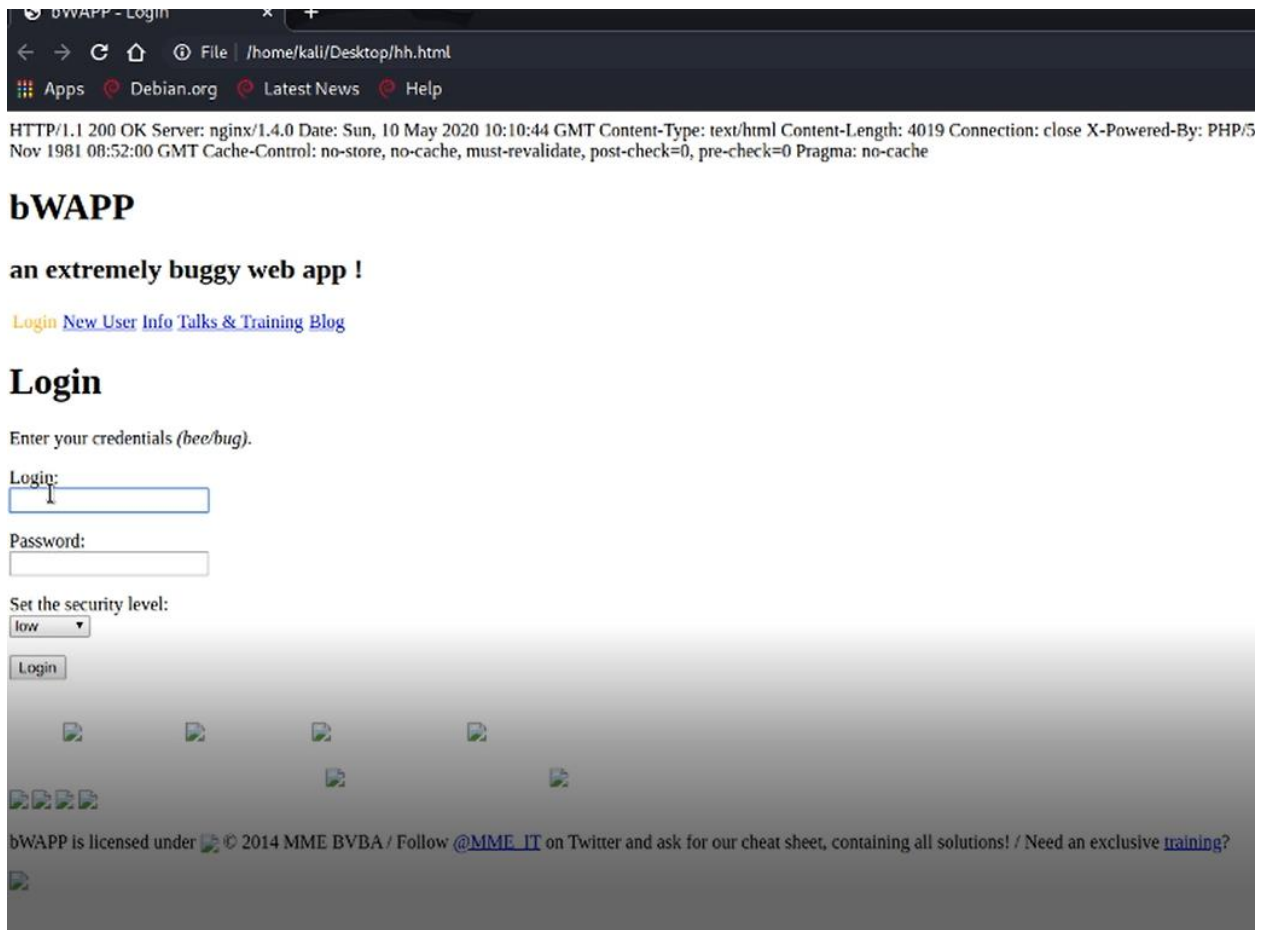 bWAPP - Login
File /home/kali/Desktop/hh.html
Apps Debian.org Latest News Help
HTTP/1.1 200 OK Server: nginx/1.4.0 Date: Sun, 10 May 2020 10:10:44 GMT Content-Type: text/html Content-Length: 4019 Connection: close X-Powered-By: PHP/5
Nov 1981 08:52:00 GMT Cache-Control: no-store, no-cache, must-revalidate, post-check=0, pre-check=0 Pragma: no-cache
bWAPP
an extremely buggy web app !
Login New User Info Talks & Training Blog
Login
Enter your credentials (bee/bug).
Login:
Password:
Set the security level:
low
Login
bWAPP is licensed under © 2014 MME BVBA / Follow @MME_IT on Twitter and ask for our cheat sheet, containing all solutions! / Need an exclusive training?